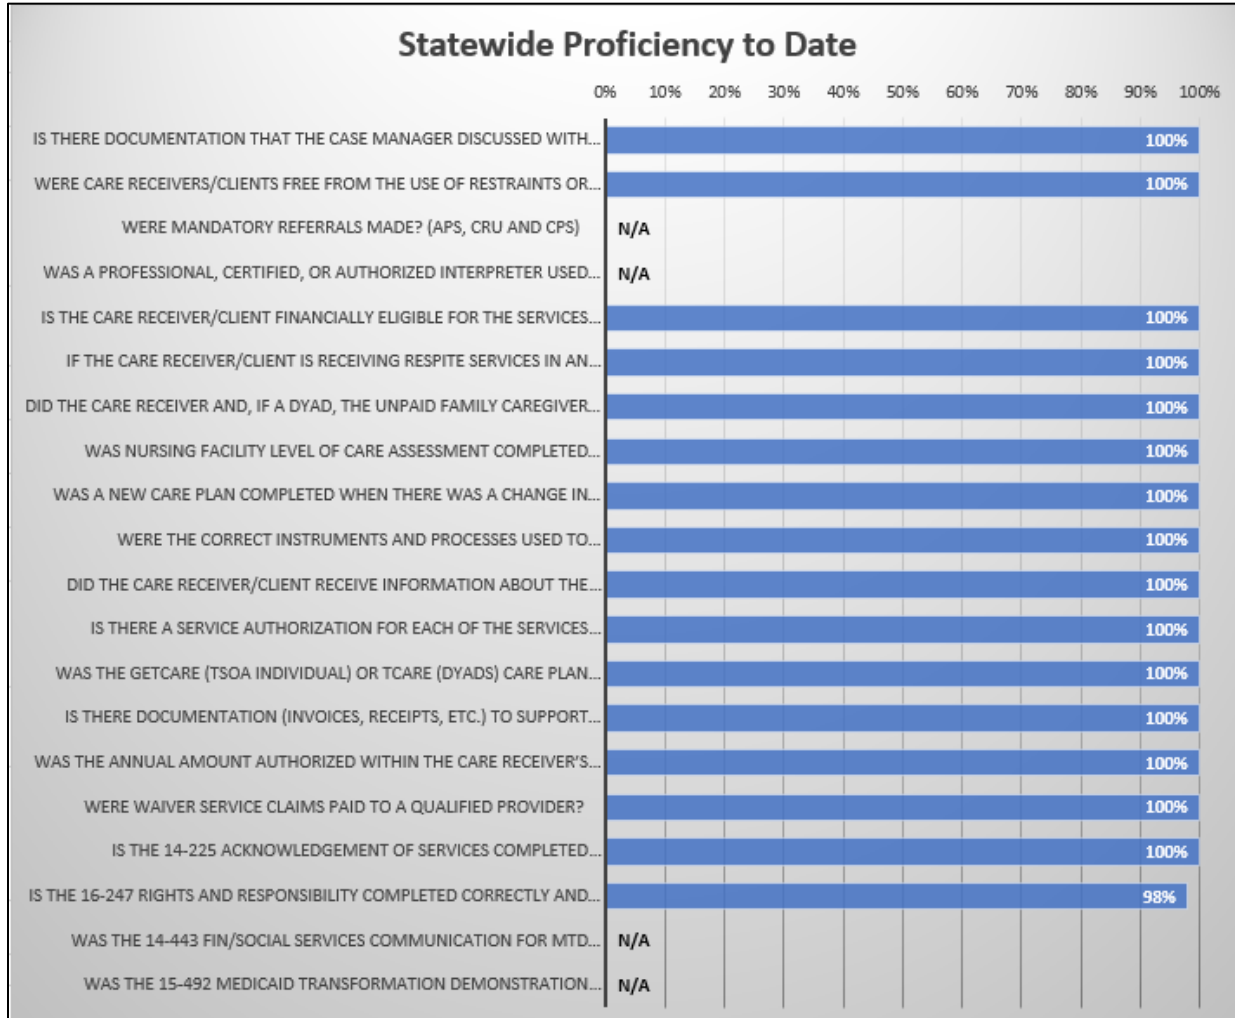 Statewide Proficiency to Date
0% 10% 20% 30% 40% 50% 60% 70% 80% 90% 100%
IS THERE DOCUMENTATION THAT THE CASE MANAGER DISCUSSED WITH... 100%
WERE CARE RECEIVERS/CLIENTS FREE FROM THE USE OF RESTRAINTS OR... 100%
WERE MANDATORY REFERRALS MADE? (APS, CRU AND CPS) N/A
WAS A PROFESSIONAL, CERTIFIED, OR AUTHORIZED INTERPRETER USED... N/A
IS THE CARE RECEIVER/CLIENT FINANCIALLY ELIGIBLE FOR THE SERVICES... 100%
IF THE CARE RECEIVER/CLIENT IS RECEIVING RESPITE SERVICES IN AN... 100%
DID THE CARE RECEIVER AND, IF A DYAD, THE UNPAID FAMILY CAREGIVER... 100%
WAS NURSING FACILITY LEVEL OF CARE ASSESSMENT COMPLETED... 100%
WAS A NEW CARE PLAN COMPLETED WHEN THERE WAS A CHANGE IN... 100%
WERE THE CORRECT INSTRUMENTS AND PROCESSES USED TO... 100%
DID THE CARE RECEIVER/CLIENT RECEIVE INFORMATION ABOUT THE... 100%
IS THERE A SERVICE AUTHORIZATION FOR EACH OF THE SERVICES... 100%
WAS THE GETCARE (TSOA INDIVIDUAL) OR TCARE (DYADS) CARE PLAN... 100%
IS THERE DOCUMENTATION (INVOICES, RECEIPTS, ETC.) TO SUPPORT... 100%
WAS THE ANNUAL AMOUNT AUTHORIZED WITHIN THE CARE RECEIVER'S... 100%
WERE WAIVER SERVICE CLAIMS PAID TO A QUALIFIED PROVIDER? 100%
IS THE 14-225 ACKNOWLEDGEMENT OF SERVICES COMPLETED... 100%
IS THE 16-247 RIGHTS AND RESPONSIBILITY COMPLETED CORRECTLY AND... 98%
WAS THE 14-443 FIN/SOCIAL SERVICES COMMUNICATION FOR MTD... N/A
WAS THE 15-492 MEDICAID TRANSFORMATION DEMONSTRATION... N/A